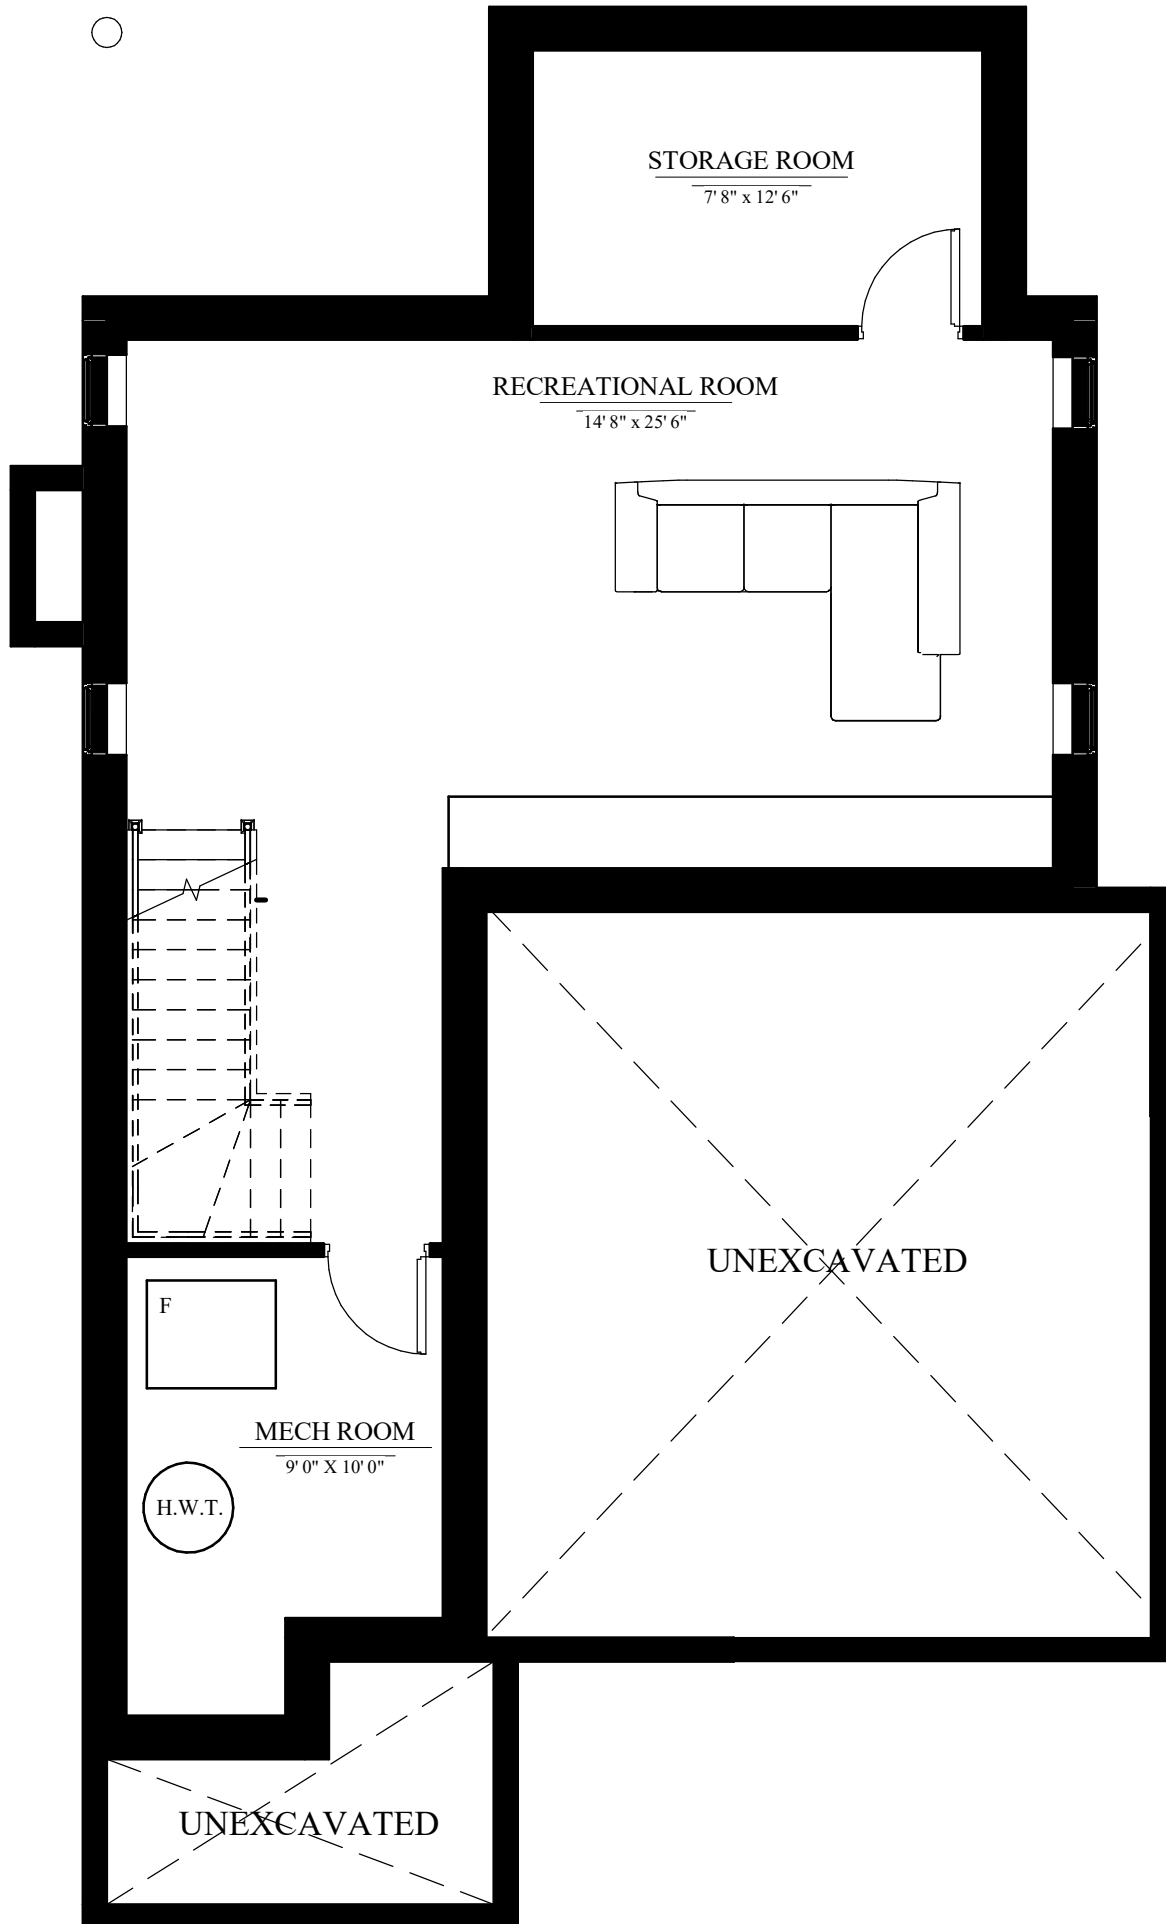 STORAGE ROOM
7' 8" x 12' 6"
RECREATIONAL ROOM
14' 8" x 25' 6"
UNEXCAVATED
F
MECH ROOM
9' 0" X 10' 0"
H.W.T.
UNEXCAVATED